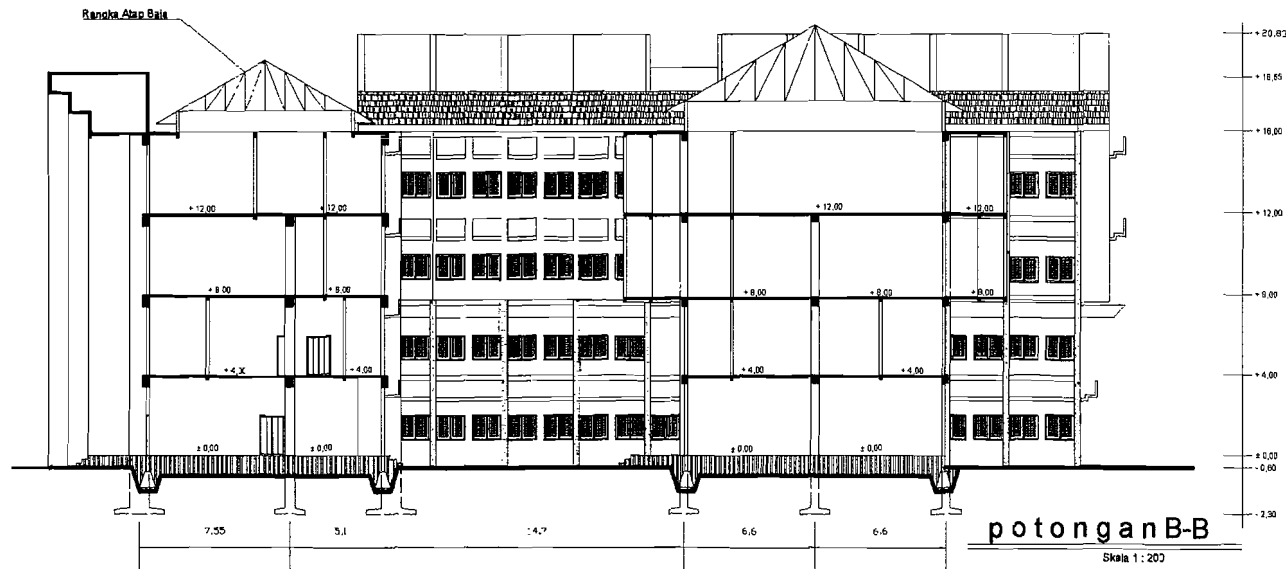 Rangka Atap Baja
+ 20,80
+ 18,55
+ 16,00
+ 12,00 + 12,00 + 12,00 + 12,00 + 12,00
+ 8,00 + 8,00 + 8,00 + 8,00 + 8,00
+ 4,00 + 4,00 + 4,00 + 4,00 + 4,00
± 0,00 ± 0,00 ± 0,00 ± 0,00 ± 0,00
- 0,60
- 2,30
7.55 5,1 14,7 6,6 6,6
potongan B-B
Skala 1 : 200